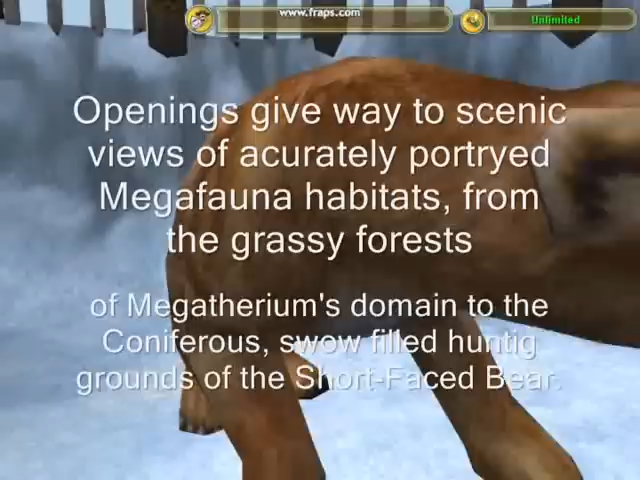 www.fraps.com
Unlimited
Openings give way to scenic
views of acurately portryed
Megafauna habitats, from
the grassy forests
of Megatherium's domain to the
Coniferous, swow filled huntig
grounds of the Short-Faced Bear.